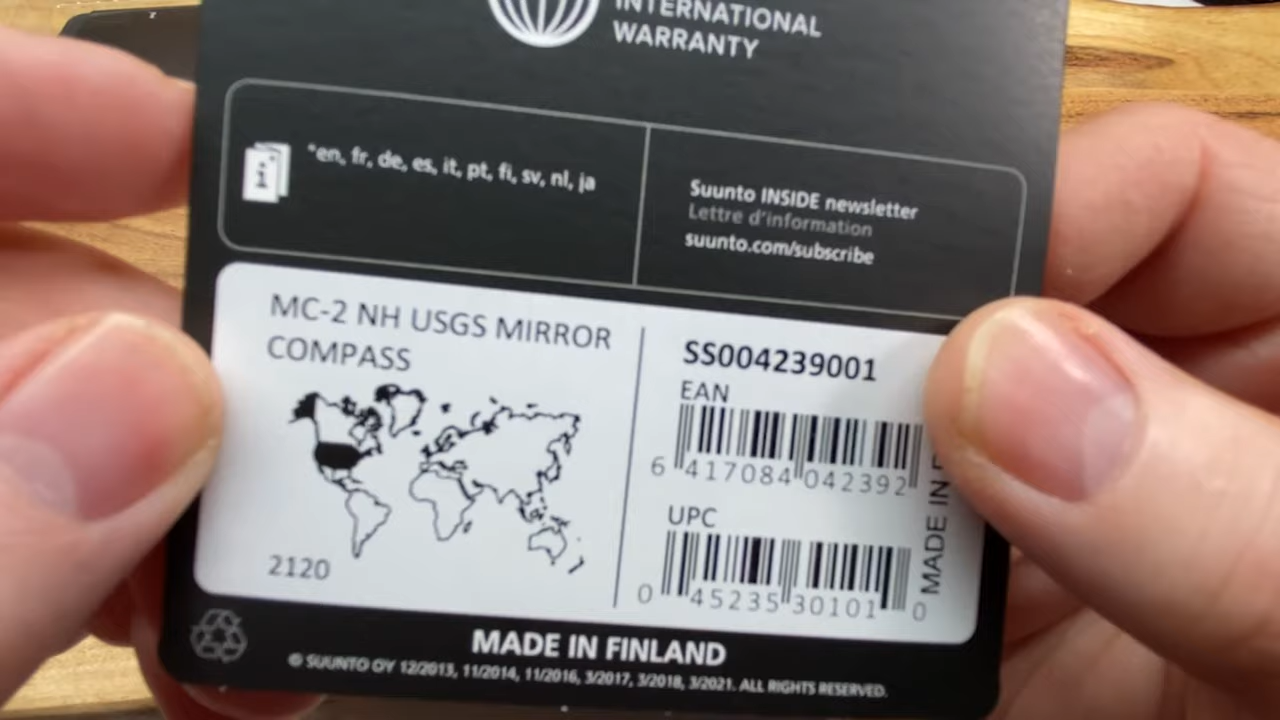 INTERNATIONAL
WARRANTY
i
*en, fr, de, es, it, pt, fi, sv, nl, ja
Suunto INSIDE newsletter
Lettre d'information
suunto.com/subscribe
MC-2 NH USGS MIRROR
COMPASS
2120
SS004239001
EAN
6 417084 042392
UPC
0 45235 30101 0
MADE IN
MADE IN FINLAND
© SUUNTO OY 12/2013, 11/2014, 11/2016, 3/2017, 3/2018, 3/2021. ALL RIGHTS RESERVED.